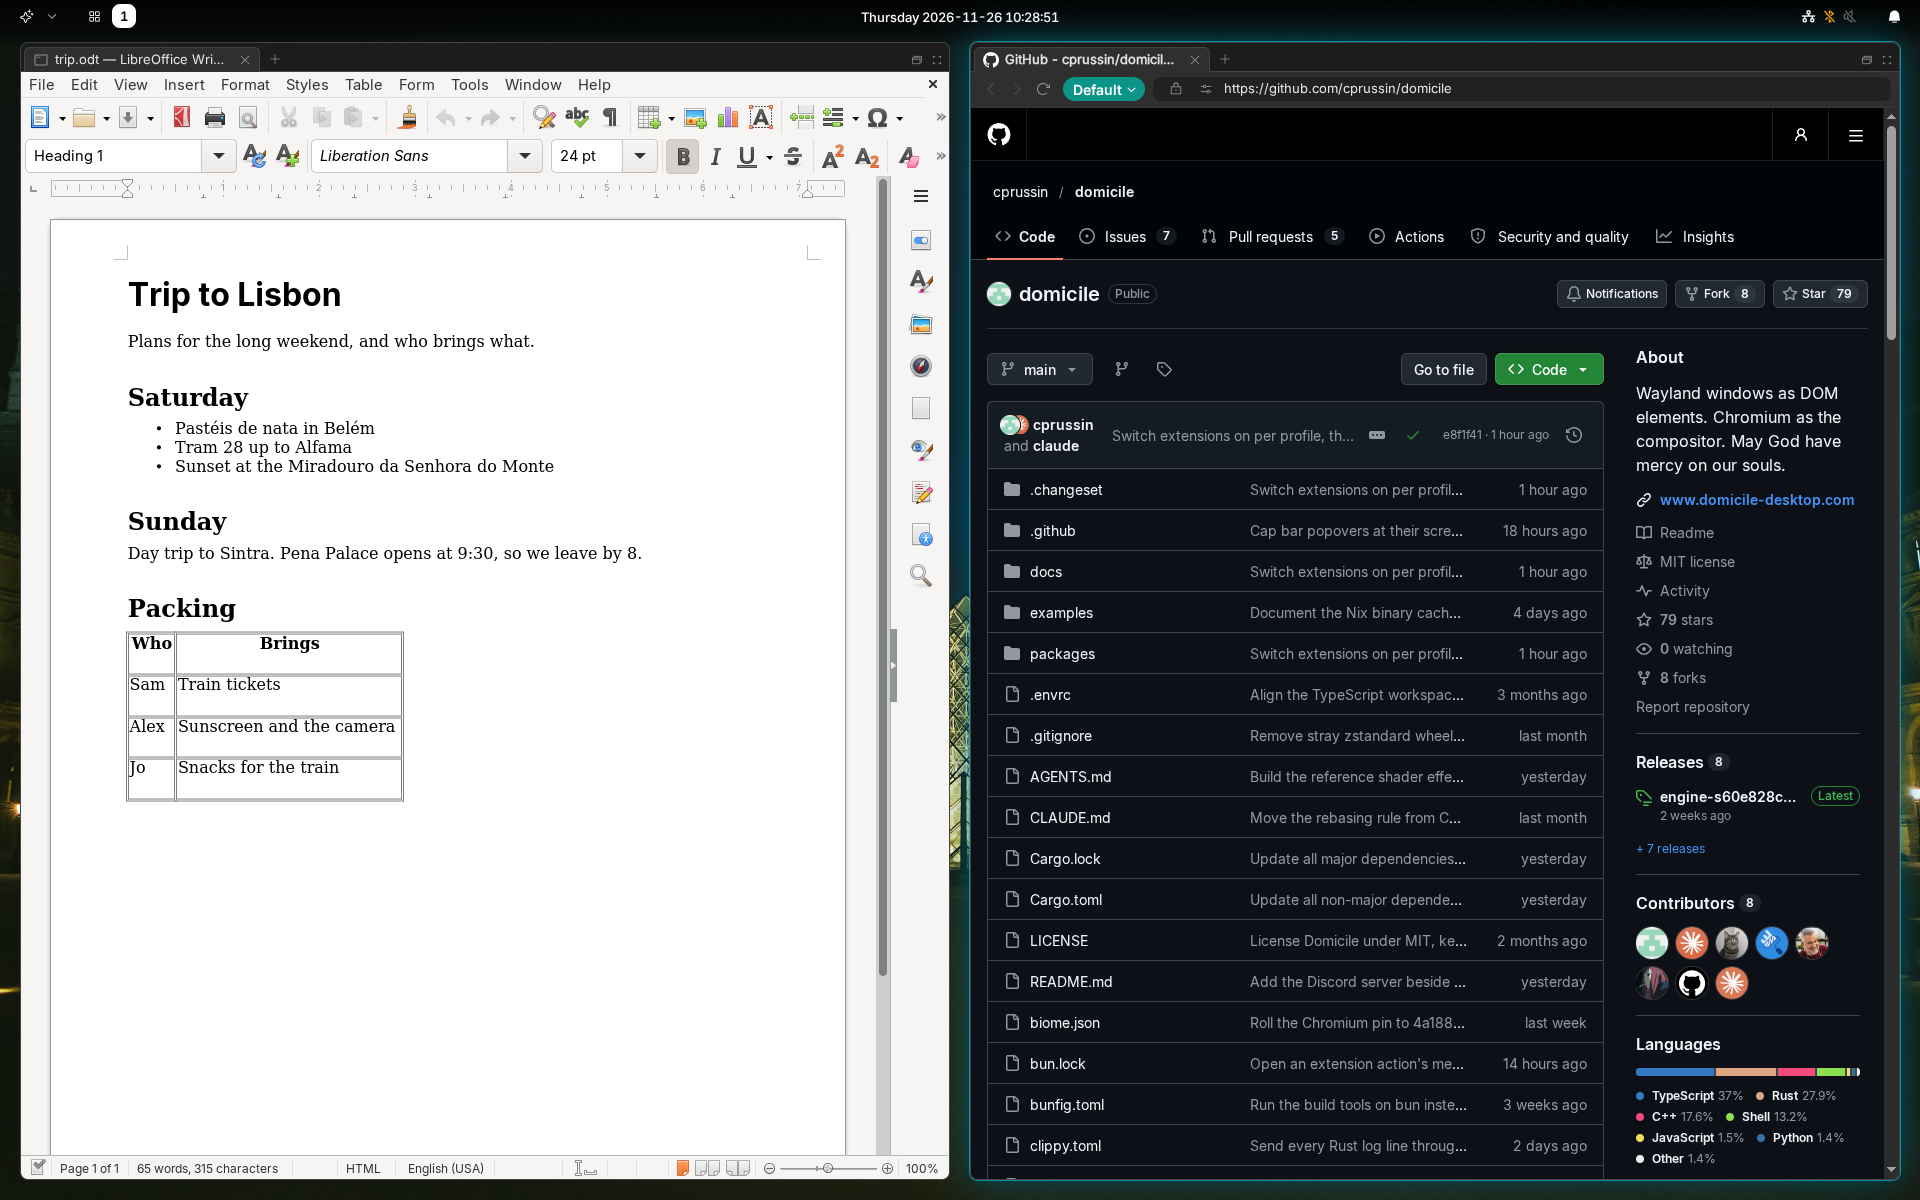 1
Thursday 2026-11-26 10:28:51
trip.odt — LibreOffice Wri...
File Edit View Insert Format Styles Table Form Tools Window Help
Heading 1
Liberation Sans
24 pt
1 2 3 4 5 6 7
Trip to Lisbon
Plans for the long weekend, and who brings what.
Saturday
• Pastéis de nata in Belém
• Tram 28 up to Alfama
• Sunset at the Miradouro da Senhora do Monte
Sunday
Day trip to Sintra. Pena Palace opens at 9:30, so we leave by 8.
Packing
Who Brings
Sam Train tickets
Alex Sunscreen and the camera
Jo Snacks for the train
Page 1 of 1 65 words, 315 characters HTML English (USA) 100%
GitHub - cprussin/domicil...
Default https://github.com/cprussin/domicile
cprussin / domicile
Code Issues 7 Pull requests 5 Actions Security and quality Insights
domicile Public Notifications Fork 8 Star 79
main Go to file Code
cprussin and claude Switch extensions on per profile, th... e8f1f41 · 1 hour ago
.changeset Switch extensions on per profil... 1 hour ago
.github Cap bar popovers at their scre... 18 hours ago
docs Switch extensions on per profil... 1 hour ago
examples Document the Nix binary cach... 4 days ago
packages Switch extensions on per profil... 1 hour ago
.envrc Align the TypeScript workspac... 3 months ago
.gitignore Remove stray zstandard wheel... last month
AGENTS.md Build the reference shader effe... yesterday
CLAUDE.md Move the rebasing rule from C... last month
Cargo.lock Update all major dependencies... yesterday
Cargo.toml Update all non-major depende... yesterday
LICENSE License Domicile under MIT, ke... 2 months ago
README.md Add the Discord server beside ... yesterday
biome.json Roll the Chromium pin to 4a188... last week
bun.lock Open an extension action's me... 14 hours ago
bunfig.toml Run the build tools on bun inste... 3 weeks ago
clippy.toml Send every Rust log line throug... 2 days ago
About
Wayland windows as DOM
elements. Chromium as the
compositor. May God have
mercy on our souls.
www.domicile-desktop.com
Readme
MIT license
Activity
79 stars
0 watching
8 forks
Report repository
Releases 8
engine-s60e828c... Latest
2 weeks ago
+ 7 releases
Contributors 8
Languages
TypeScript 37% Rust 27.9%
C++ 17.6% Shell 13.2%
JavaScript 1.5% Python 1.4%
Other 1.4%